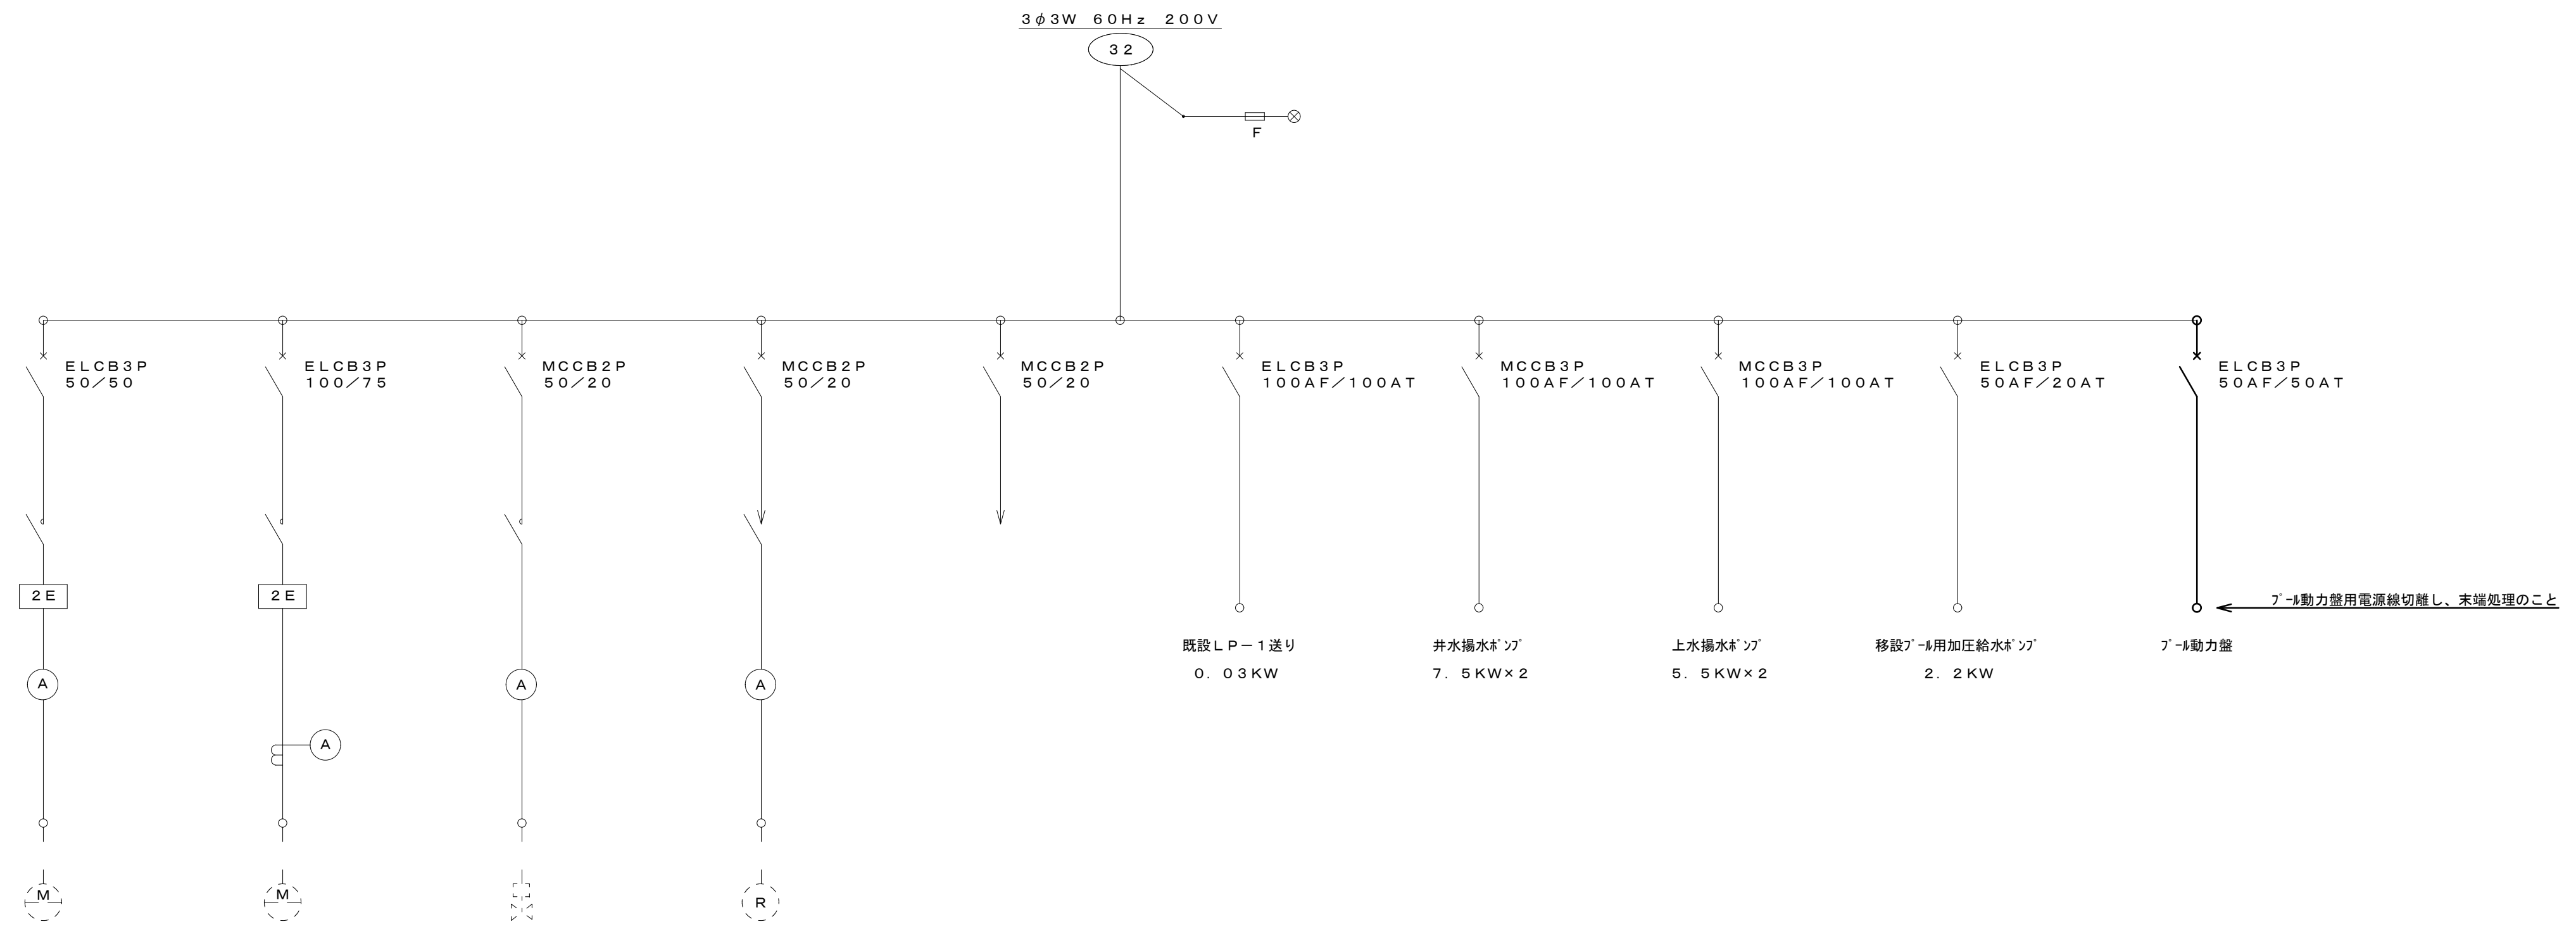 3φ3W　60Hz　200V
32
F
ELCB3P
50/50
ELCB3P
100/75
MCCB2P
50/20
MCCB2P
50/20
MCCB2P
50/20
ELCB3P
100AF/100AT
MCCB3P
100AF/100AT
MCCB3P
100AF/100AT
ELCB3P
50AF/20AT
ELCB3P
50AF/50AT
2E
2E
ﾌﾟｰﾙ動力盤用電源線切離し、末端処理のこと
既設LP－1送り
0.03KW
井水揚水ﾎﾟﾝﾌﾟ
7.5KW×2
上水揚水ﾎﾟﾝﾌﾟ
5.5KW×2
移設ﾌﾟｰﾙ用加圧給水ﾎﾟﾝﾌﾟ
2.2KW
ﾌﾟｰﾙ動力盤
A
A
A
A
M
M
R